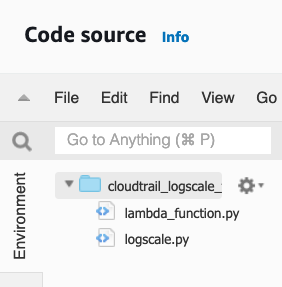 Code source Info
File Edit Find View Go
Go to Anything (⌘ P)
Environment
cloudtrail_logscale_
lambda_function.py
logscale.py